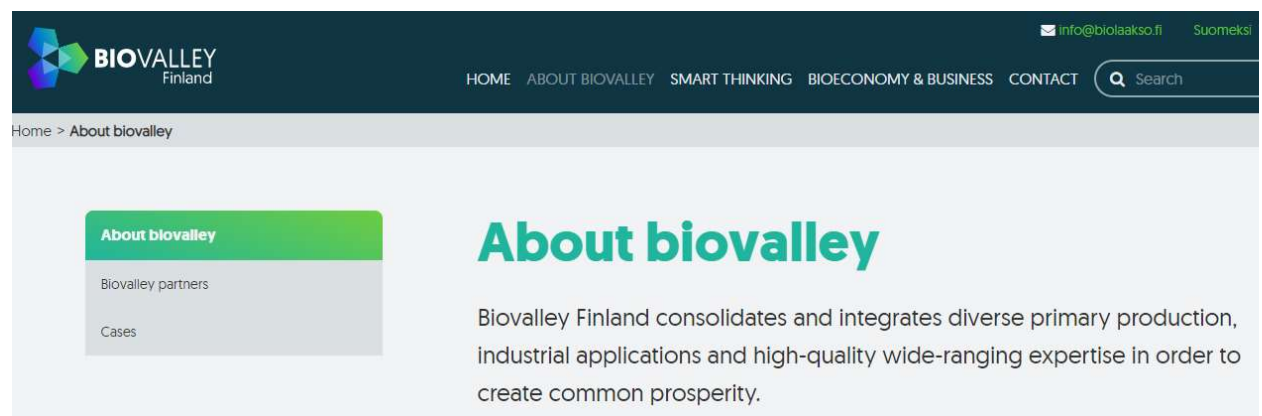 info@biolaakso.fi Suomeksi
BIOVALLEY
Finland
HOME ABOUT BIOVALLEY SMART THINKING BIOECONOMY & BUSINESS CONTACT Search
Home > About biovalley
About biovalley
Biovalley partners
Cases
About biovalley
Biovalley Finland consolidates and integrates diverse primary production,
industrial applications and high-quality wide-ranging expertise in order to
create common prosperity.